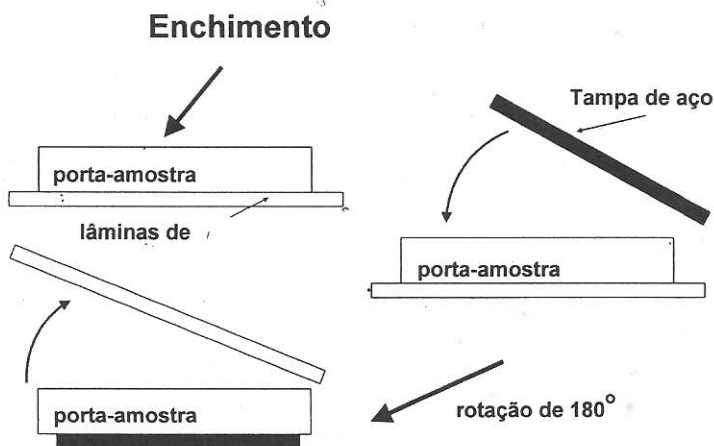 Enchimento
porta-amostra
lâminas de
Tampa de aço
porta-amostra
rotação de 180°
porta-amostra